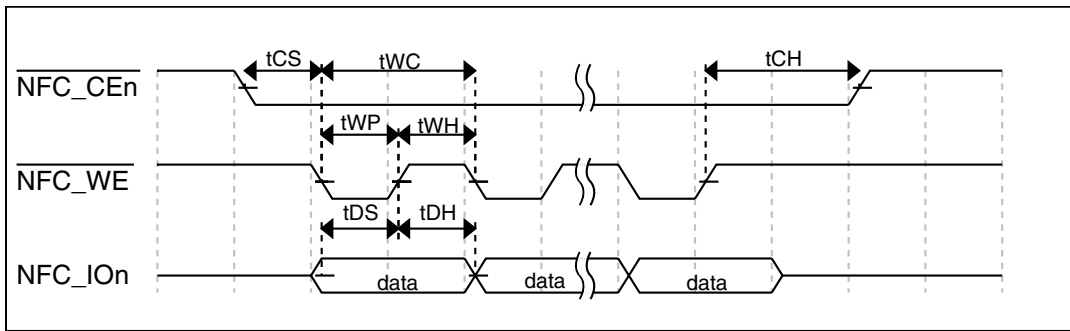 tCS tWC tCH
NFC_CEn
tWP tWH
NFC_WE
tDS tDH
NFC_IOn data data data